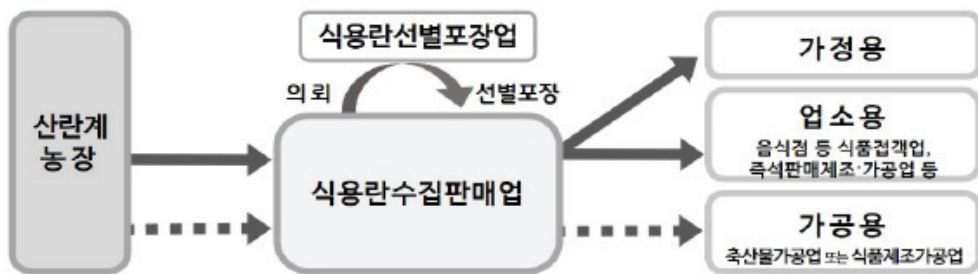 식용란선별포장업
가정용
의뢰
선별포장
산란계
농장
업소용
음식점 등 식품접객업,
즉석판매제조·가공업 등
식용란수집판매업
가공용
축산물가공업 또는 식품제조가공업